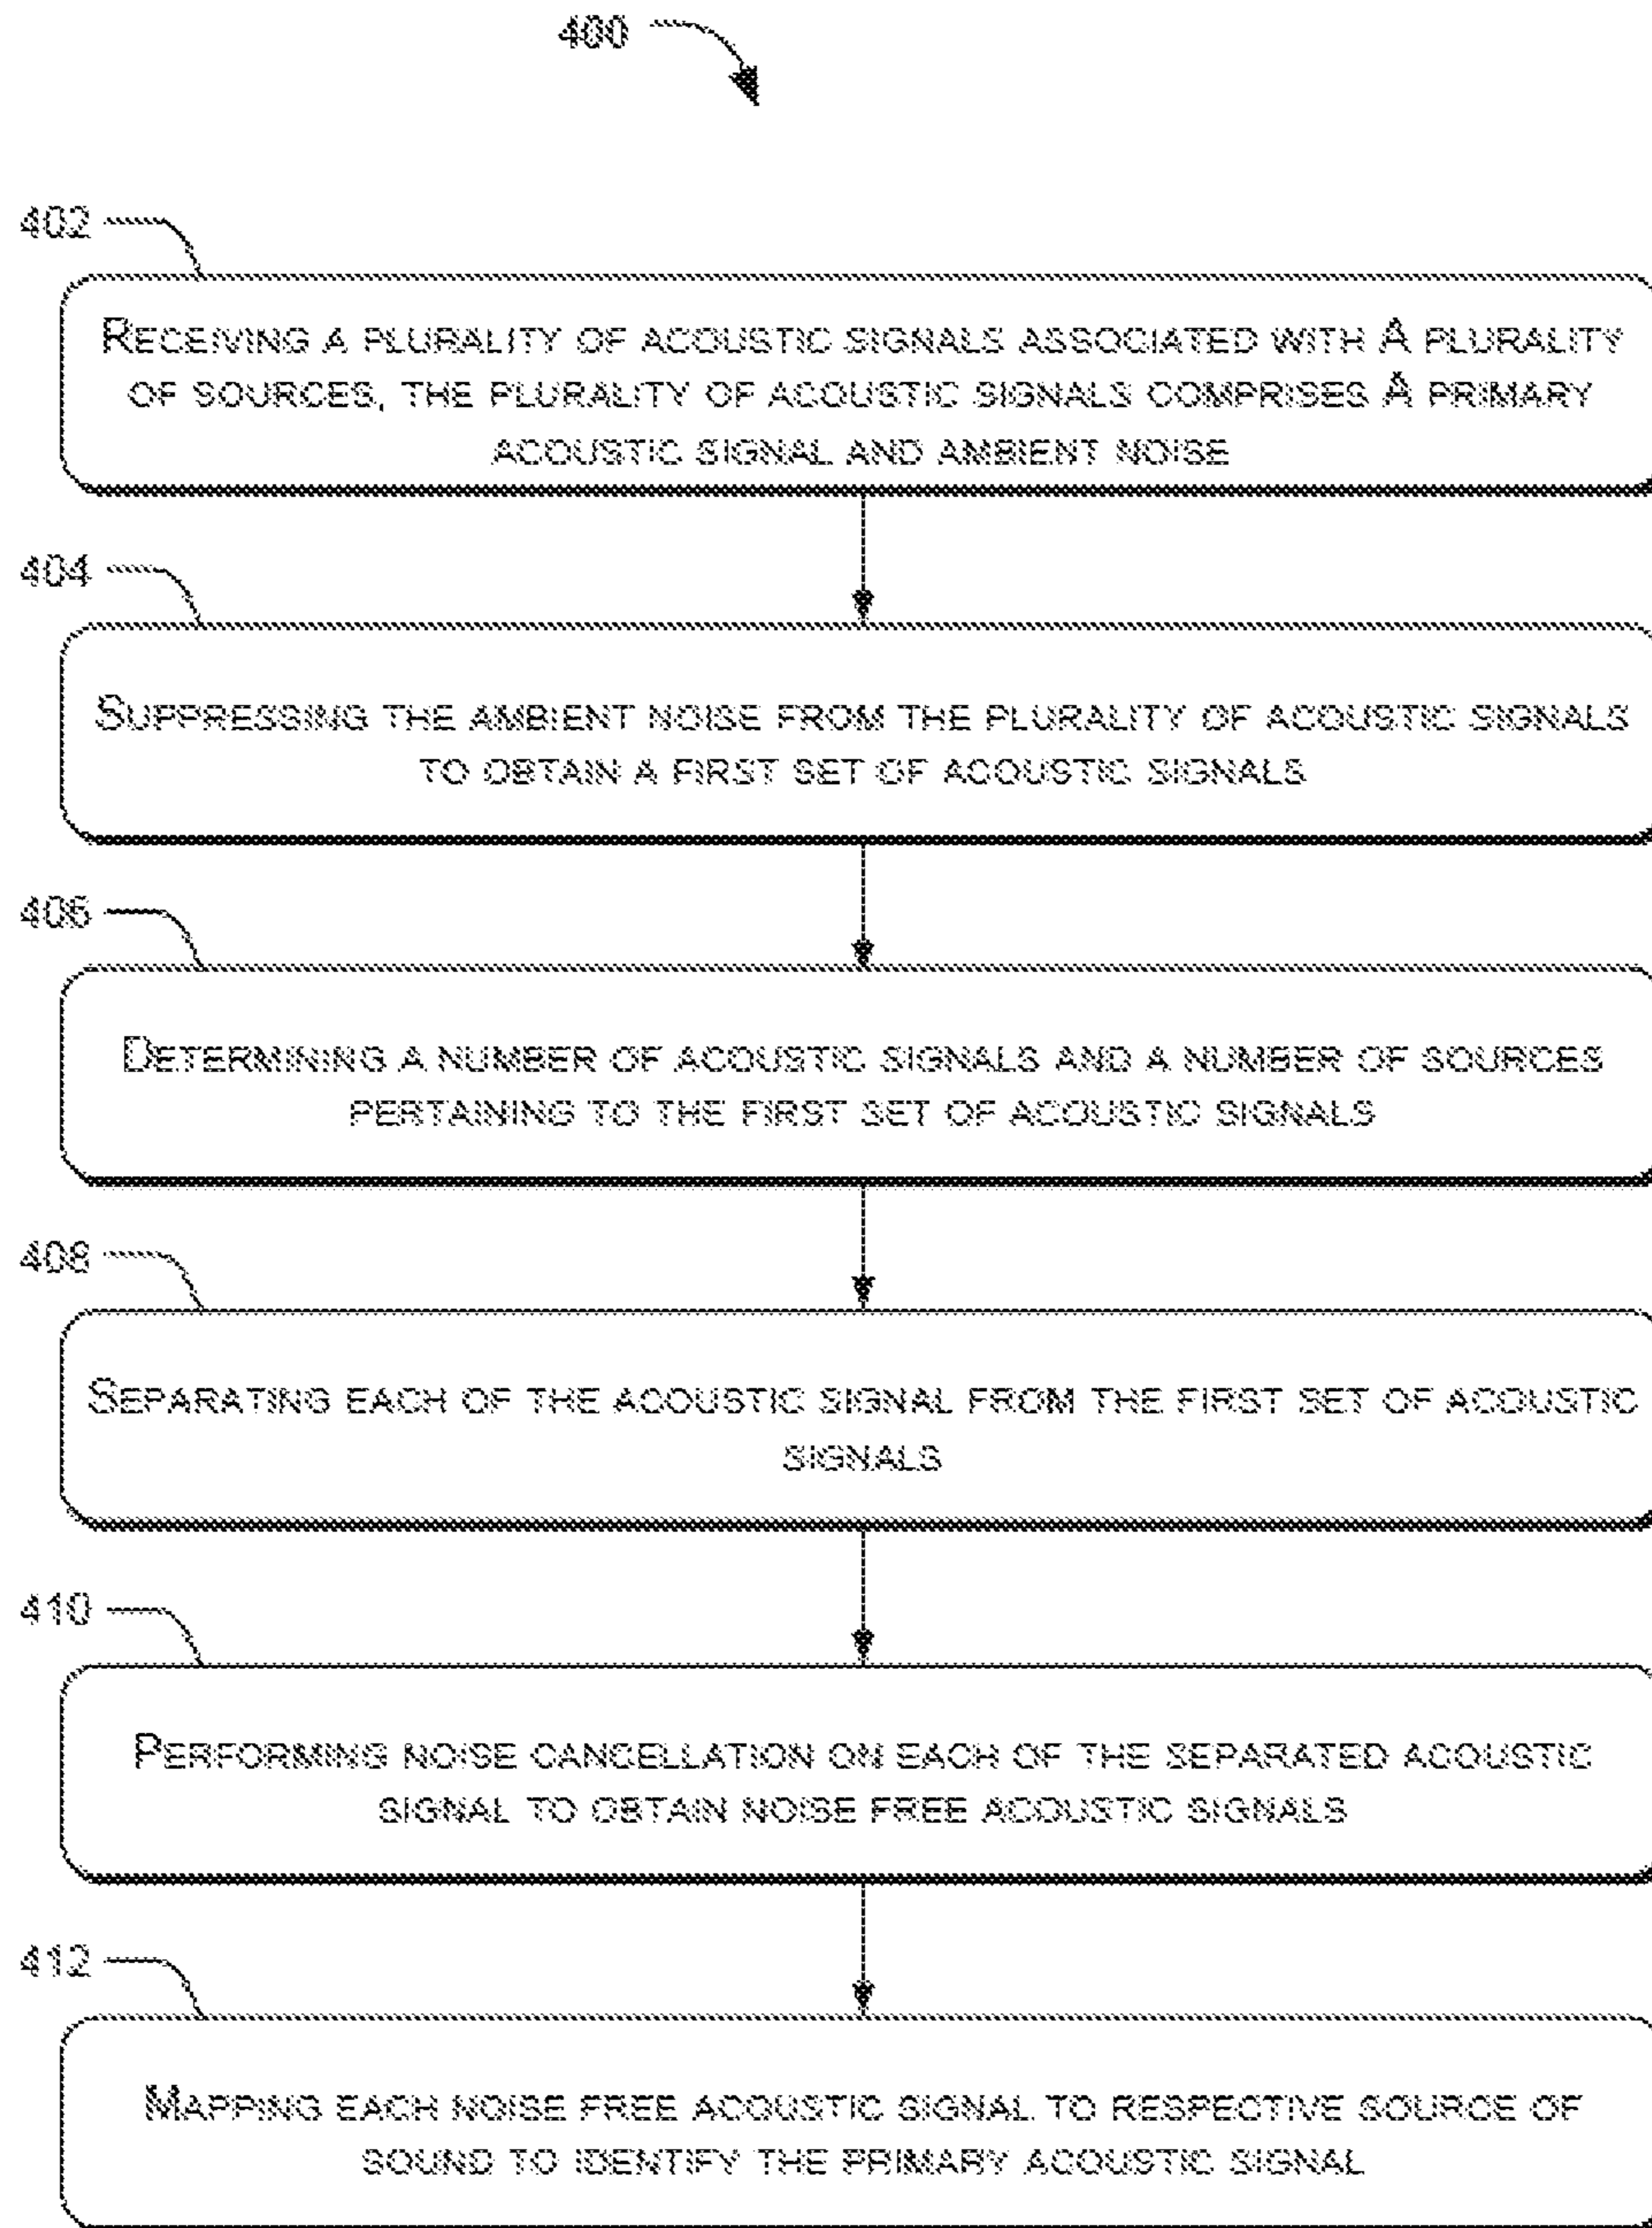 400
402
RECEIVING A PLURALITY OF ACOUSTIC SIGNALS ASSOCIATED WITH A PLURALITY
OF SOURCES, THE PLURALITY OF ACOUSTIC SIGNALS COMPRISES A PRIMARY
ACOUSTIC SIGNAL AND AMBIENT NOISE
404
SUPPRESSING THE AMBIENT NOISE FROM THE PLURALITY OF ACOUSTIC SIGNALS
TO OBTAIN A FIRST SET OF ACOUSTIC SIGNALS
406
DETERMINING A NUMBER OF ACOUSTIC SIGNALS AND A NUMBER OF SOURCES
PERTAINING TO THE FIRST SET OF ACOUSTIC SIGNALS
408
SEPARATING EACH OF THE ACOUSTIC SIGNAL FROM THE FIRST SET OF ACOUSTIC
SIGNALS
410
PERFORMING NOISE CANCELLATION ON EACH OF THE SEPARATED ACOUSTIC
SIGNAL TO OBTAIN NOISE FREE ACOUSTIC SIGNALS
412
MAPPING EACH NOISE FREE ACOUSTIC SIGNAL TO RESPECTIVE SOURCE OF
SOUND TO IDENTIFY THE PRIMARY ACOUSTIC SIGNAL